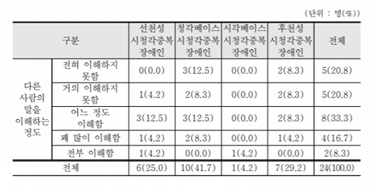 (단위 : 명(%))
구분 선천성 시청각중복 장애인 청각베이스 시청각중복 장애인 시각베이스 시청각중복 장애인 후천성 시청각중복 장애인 전체
다른 사람의 말을 이해하는 정도
전혀 이해하지 못함 0(0.0) 3(12.5) 0(0.0) 2(8.3) 5(20.8)
거의 이해하지 못함 1(4.2) 2(8.3) 0(0.0) 2(8.3) 5(20.8)
어느 정도 이해함 3(12.5) 3(12.5) 0(0.0) 2(8.3) 8(33.3)
꽤 많이 이해함 1(4.2) 2(8.3) 0(0.0) 1(4.2) 4(16.7)
전부 이해함 1(4.2) 0(0.0) 1(4.2) 0(0.0) 2(8.3)
전체 6(25.0) 10(41.7) 1(4.2) 7(29.2) 24(100.0)